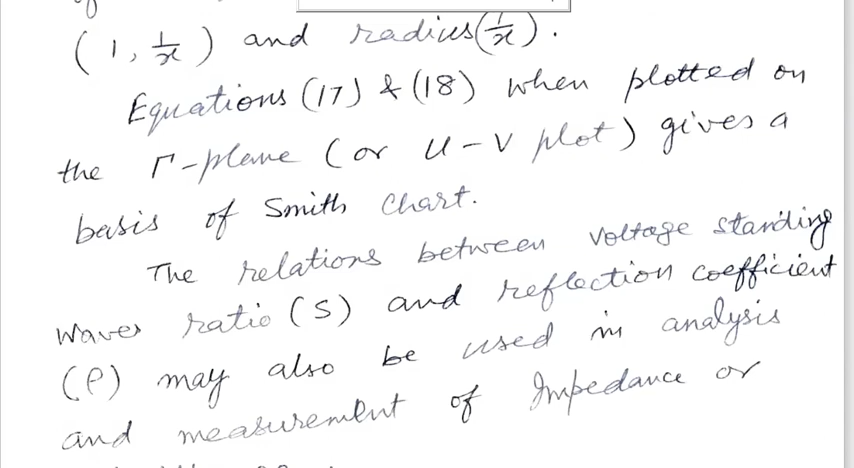 (1, 1/x) and radius(1/x).
Equations (17) & (18) when plotted on
the Γ-plane (or U-V plot) gives a
basis of Smith Chart.
The relations between voltage standing
Waves ratio (S) and reflection coefficient
(ρ) may also be used in analysis
and measurement of Impedance or